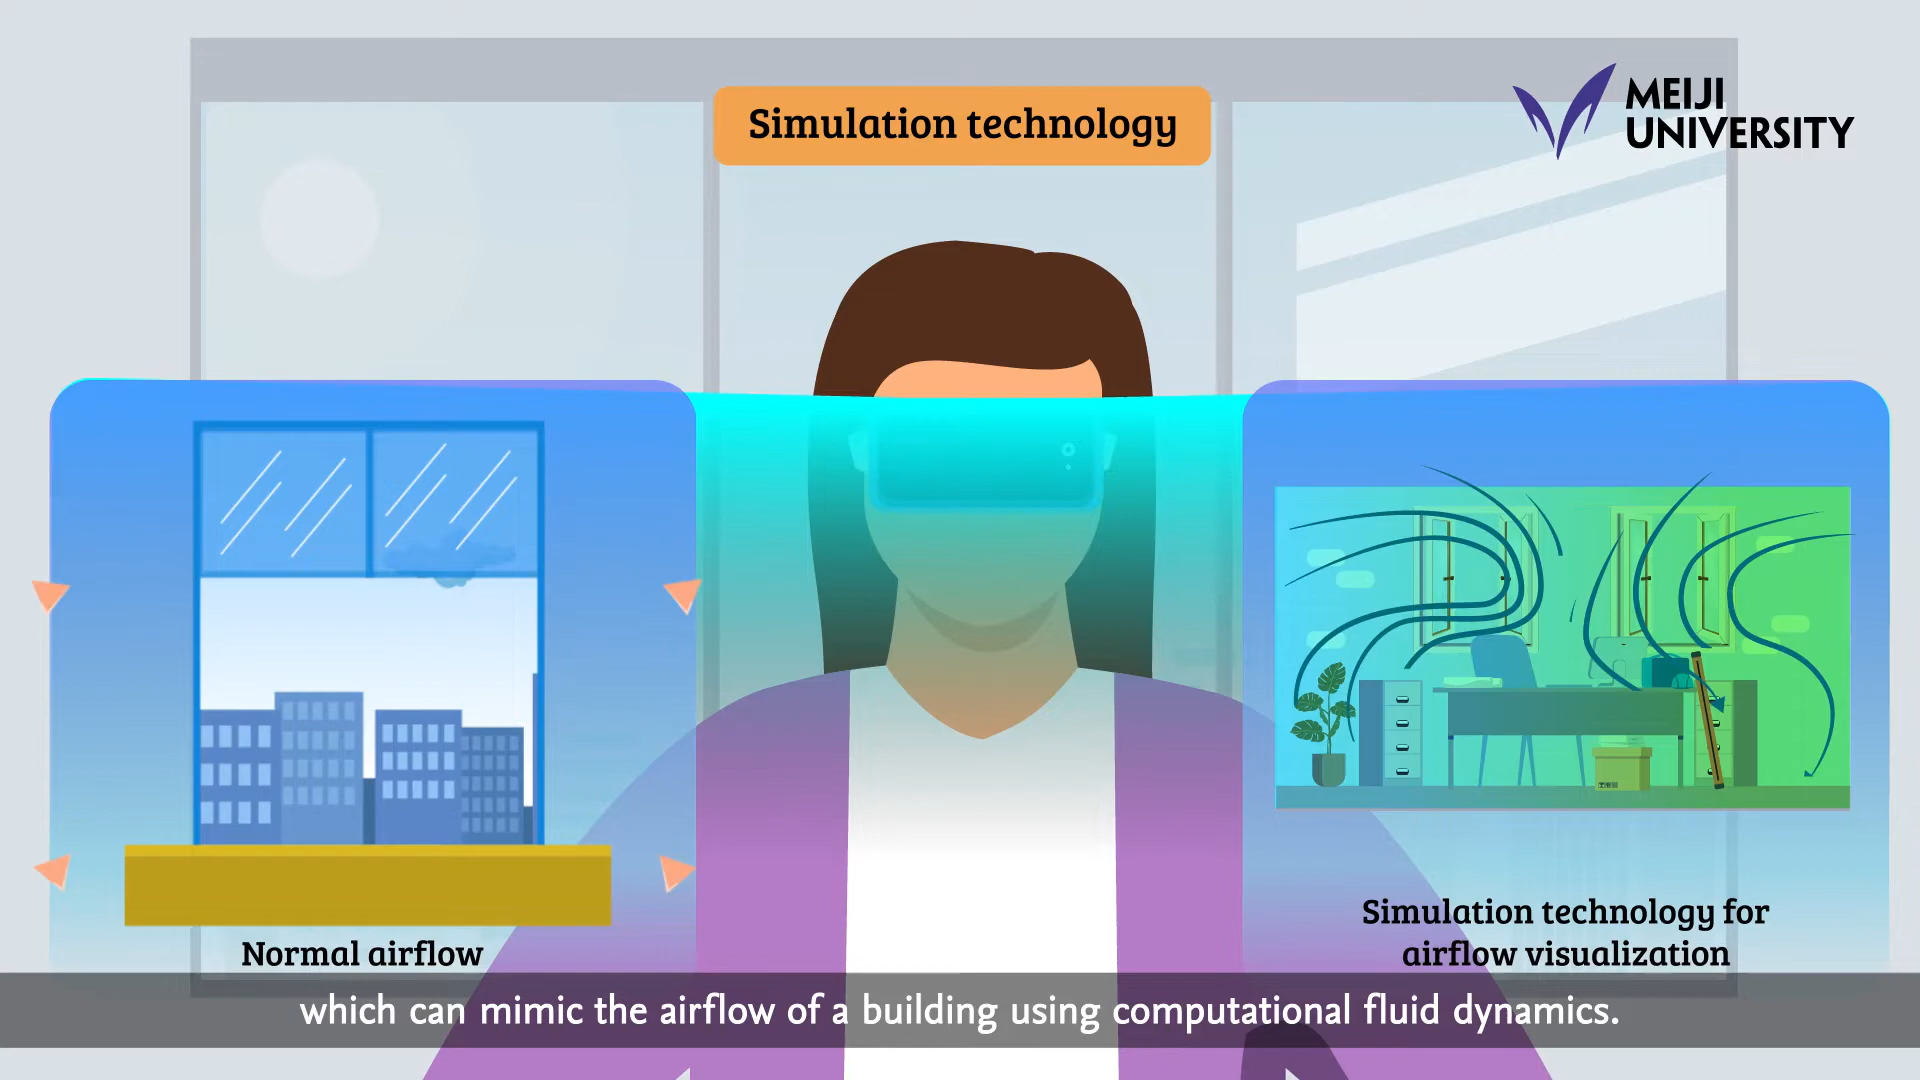 Simulation technology
MEIJI
UNIVERSITY
Normal airflow
Simulation technology for
airflow visualization
which can mimic the airflow of a building using computational fluid dynamics.